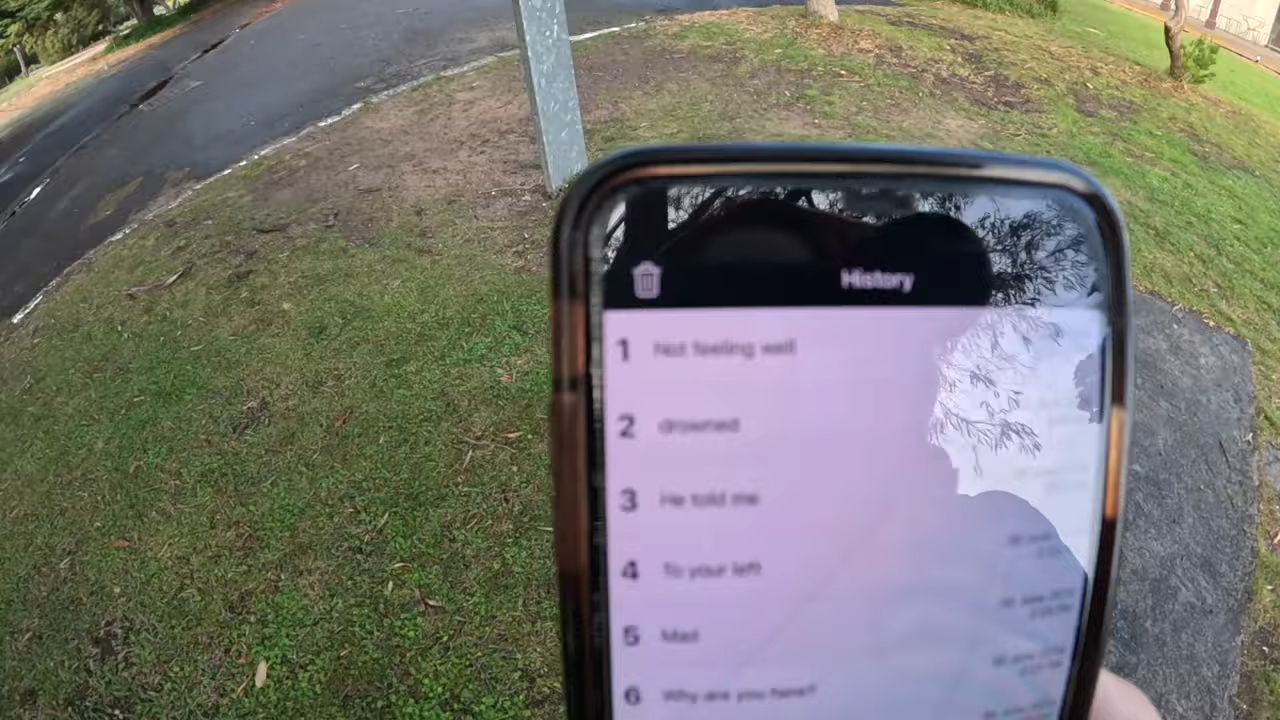 History
1 Not feeling well
2 drowned
3 He told me
4 To your left
5 Mad
6 Why are you here?